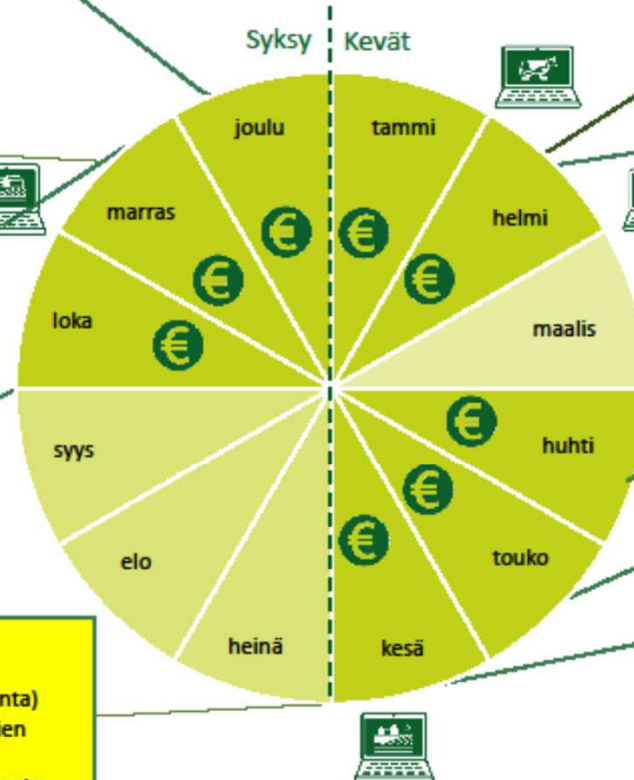 Syksy
Kevät
joulu
tammi
marras
helmi
€
€
€
€
loka
€
maalis
syys
€
huhti
elo
€
touko
€
heinä
kesä
nta)
ien